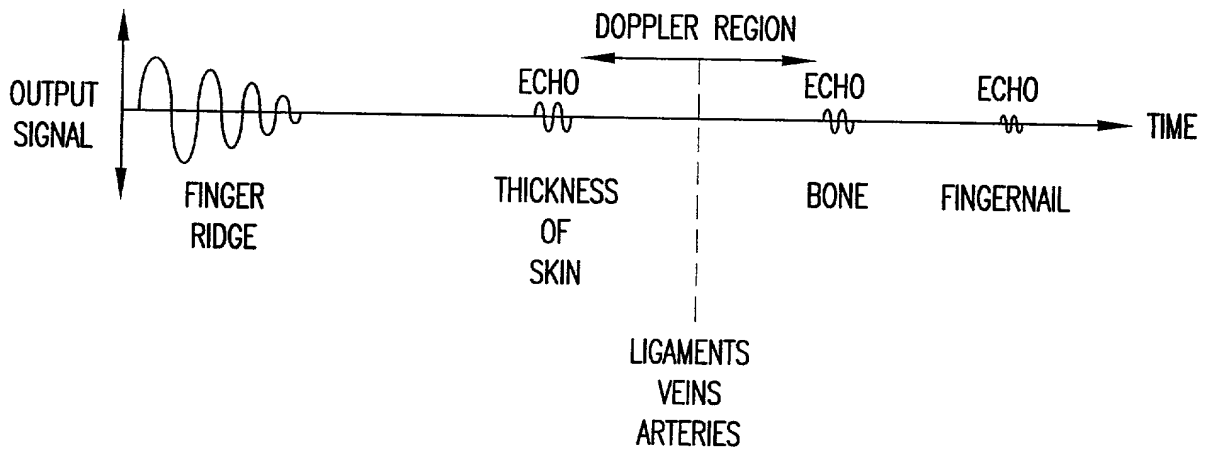 DOPPLER REGION
OUTPUT
SIGNAL
ECHO
ECHO
ECHO
TIME
FINGER
RIDGE
THICKNESS
OF
SKIN
BONE
FINGERNAIL
LIGAMENTS
VEINS
ARTERIES